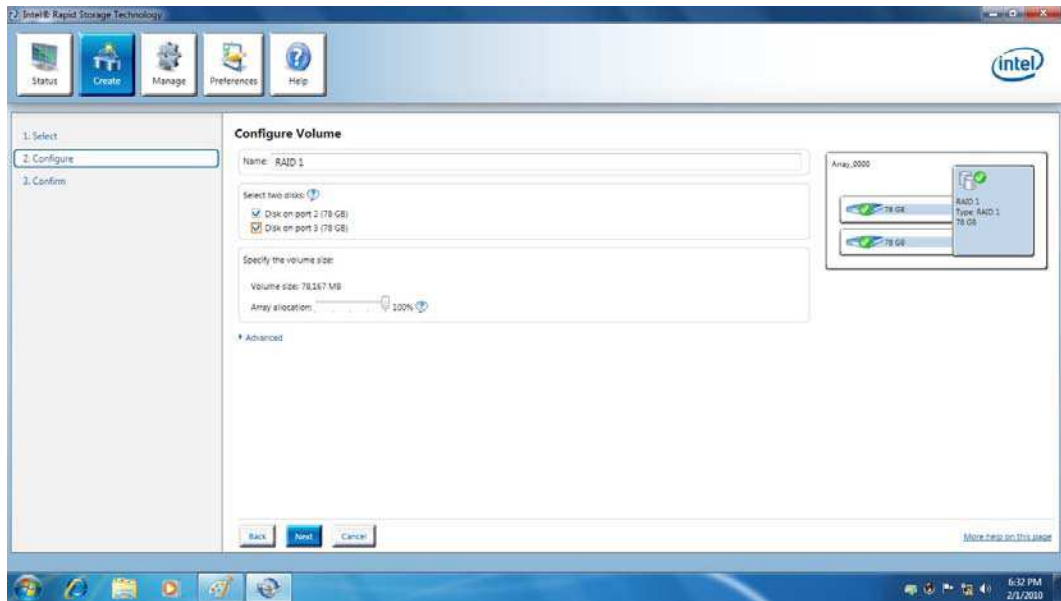 Intel® Rapid Storage Technology
Status
Create
Manage
Preferences
Help
intel
1. Select
2. Configure
3. Confirm
Configure Volume
Name: RAID 1
Select two disks:
Disk on port 2 (78 GB)
Disk on port 3 (78 GB)
Specify the volume size:
Volume size: 78,167 MB
Array allocation: 100%
Advanced
Array_0000
78 GB
78 GB
RAID 1
Type: RAID 1
78 GB
Back
Next
Cancel
More help on this page
6:32 PM
2/1/2010